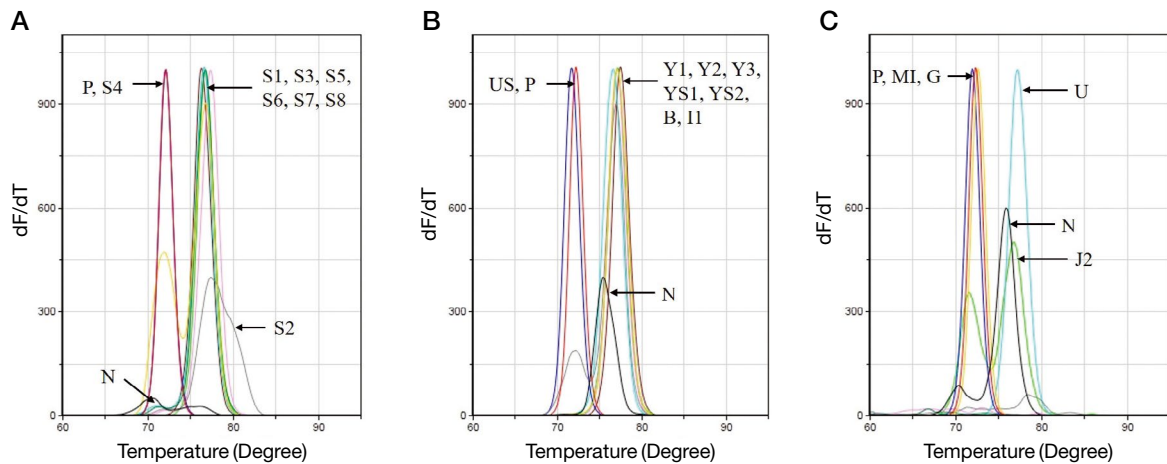 A
900
600
300
0
60
70
80
90
dF/dT
Temperature (Degree)
P, S4
S1, S3, S5,
S6, S7, S8
S2
N
B
900
600
300
0
60
70
80
90
dF/dT
Temperature (Degree)
US, P
Y1, Y2, Y3,
YS1, YS2,
B, I1
N
C
900
600
300
0
60
70
80
90
dF/dT
Temperature (Degree)
P, MI, G
U
N
J2